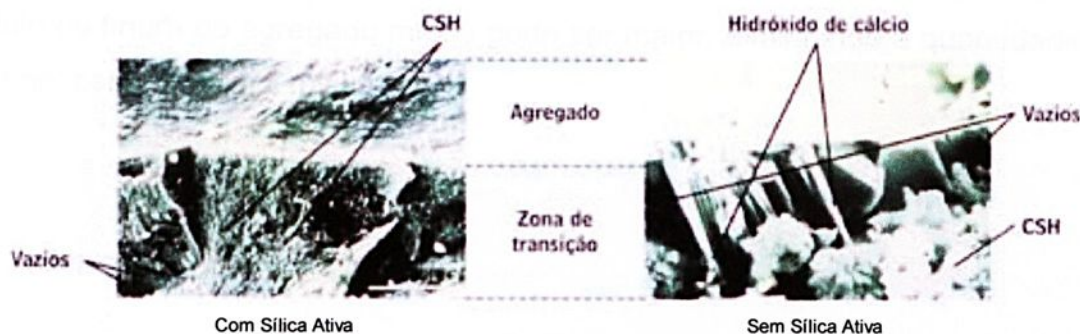 CSH
Hidróxido de cálcio
Agregado
Vazios
Zona de
transição
CSH
Vazios
Com Sílica Ativa
Sem Sílica Ativa